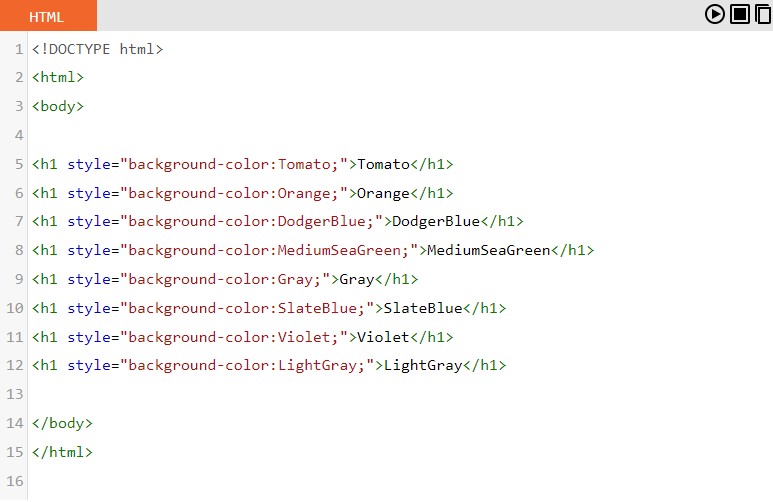 HTML
1 <!DOCTYPE html>
2 <html>
3 <body>
4
5 <h1 style="background-color:Tomato;">Tomato</h1>
6 <h1 style="background-color:Orange;">Orange</h1>
7 <h1 style="background-color:DodgerBlue;">DodgerBlue</h1>
8 <h1 style="background-color:MediumSeaGreen;">MediumSeaGreen</h1>
9 <h1 style="background-color:Gray;">Gray</h1>
10 <h1 style="background-color:SlateBlue;">SlateBlue</h1>
11 <h1 style="background-color:Violet;">Violet</h1>
12 <h1 style="background-color:LightGray;">LightGray</h1>
13
14 </body>
15 </html>
16